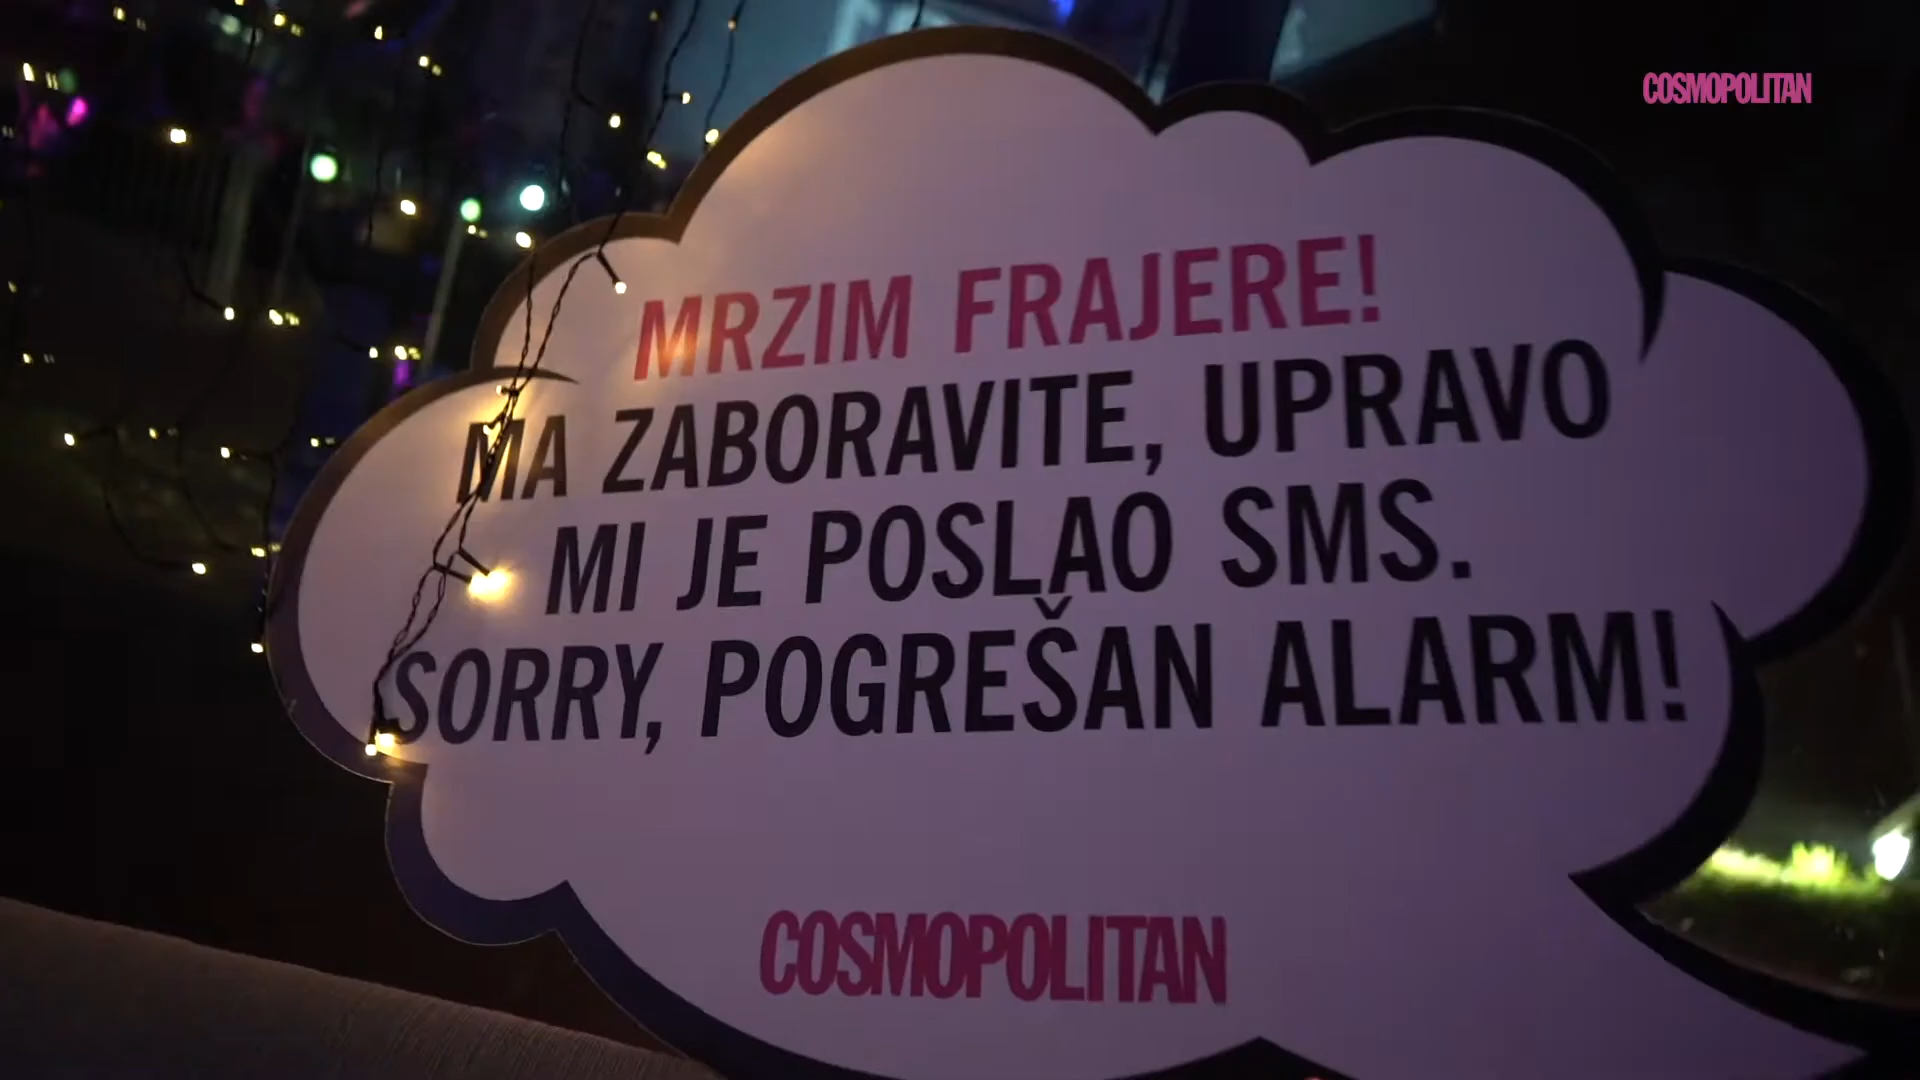 COSMOPOLITAN
MRZIM FRAJERE!
MA ZABORAVITE, UPRAVO
MI JE POSLAO SMS.
SORRY, POGREŠAN ALARM!
COSMOPOLITAN